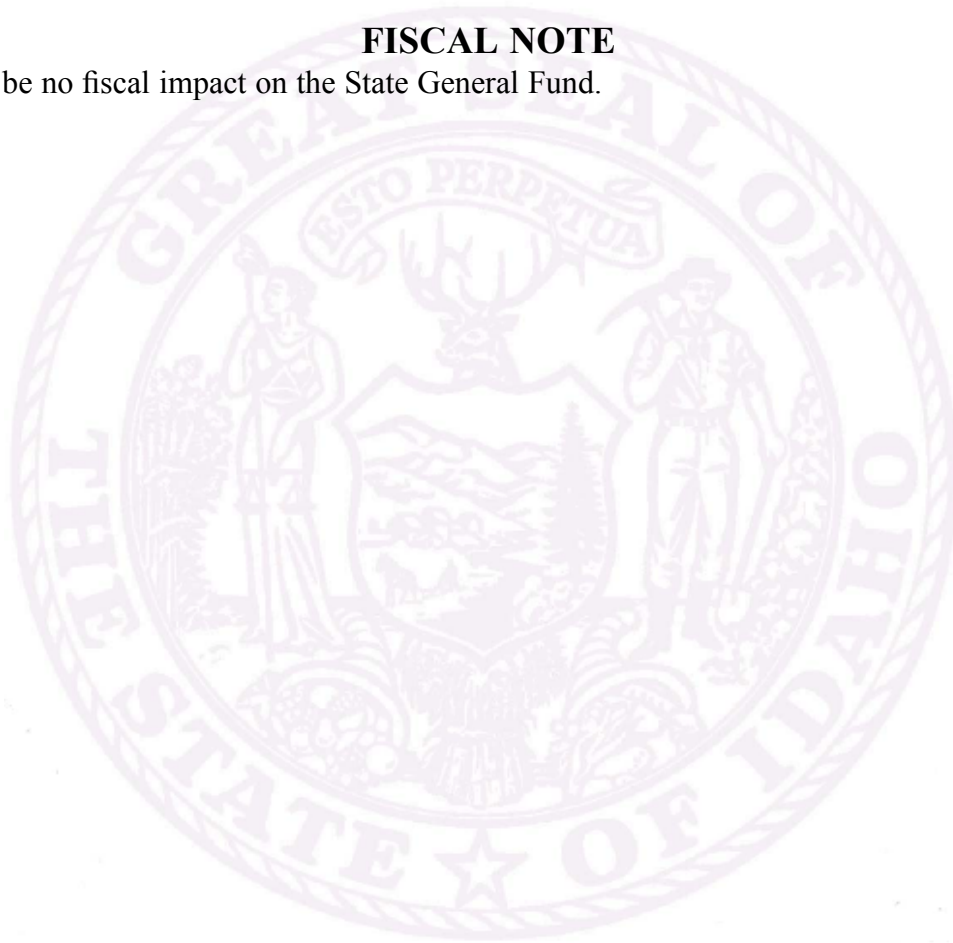 FISCAL NOTE
be no fiscal impact on the State General Fund.
GREAT SEAL OF
ESTO PERPETUA
THE STATE OF IDAHO